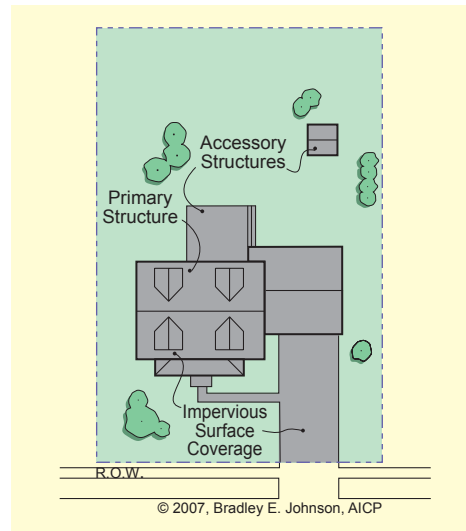 Accessory
Structures
Primary
Structure
Impervious
Surface
Coverage
R.O.W.
© 2007, Bradley E. Johnson, AICP